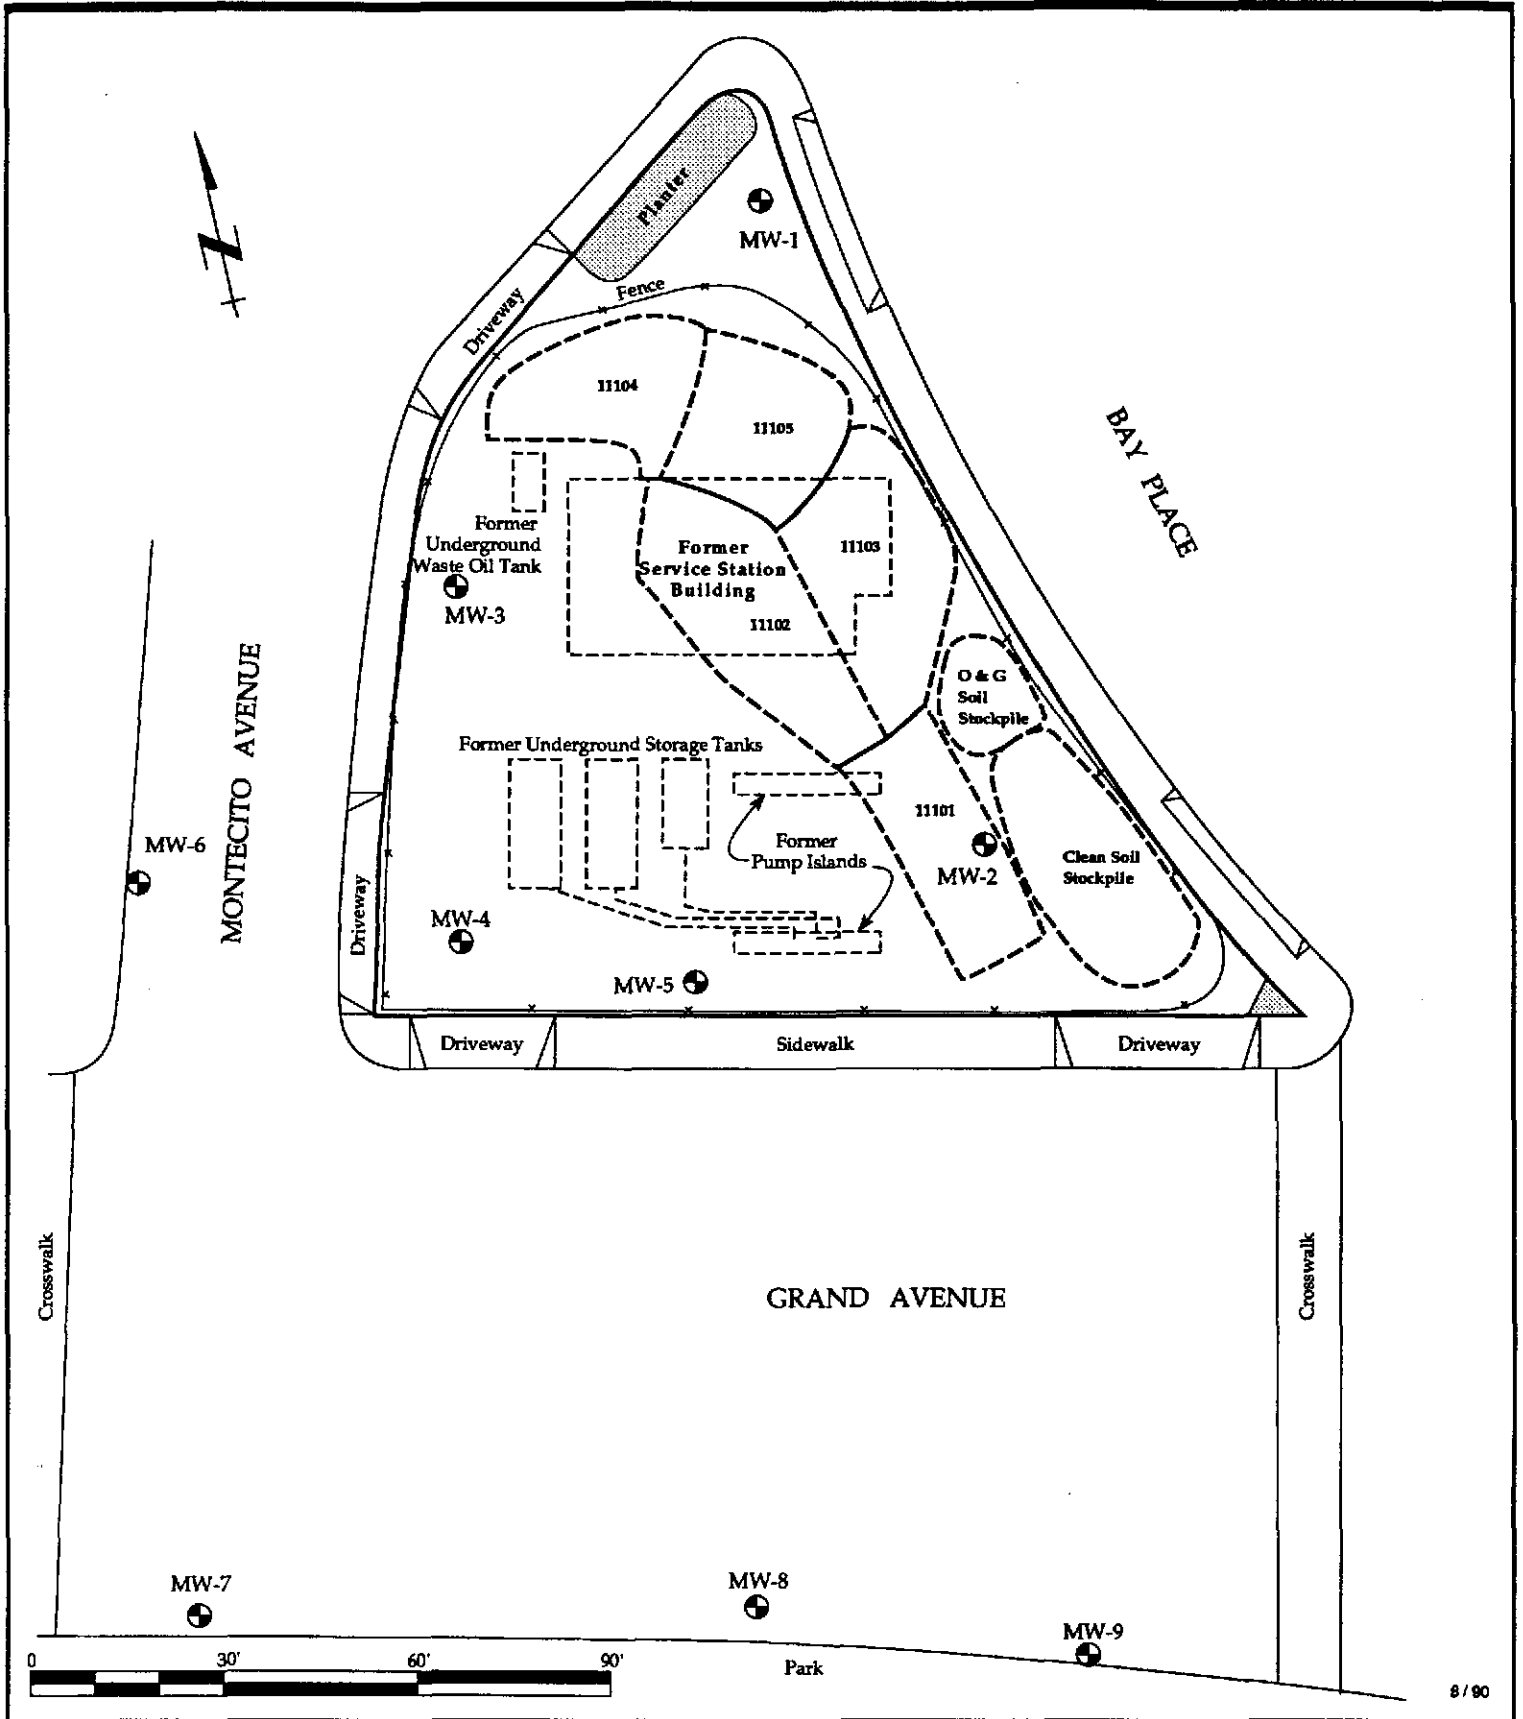 Planter
N
MW-1
Fence
Driveway
11104
11105
BAY PLACE
Former
Underground
Waste Oil Tank
Former
Service Station
Building
11103
11102
MW-3
MONTECITO AVENUE
O & G
Soil
Stockpile
Former Underground Storage Tanks
11101
MW-6
Former
Pump Islands
MW-2
Clean Soil
Stockpile
Driveway
MW-4
MW-5
Driveway
Sidewalk
Driveway
Crosswalk
GRAND AVENUE
Crosswalk
MW-7
MW-8
MW-9
0 30' 60' 90'
Park
8 / 90